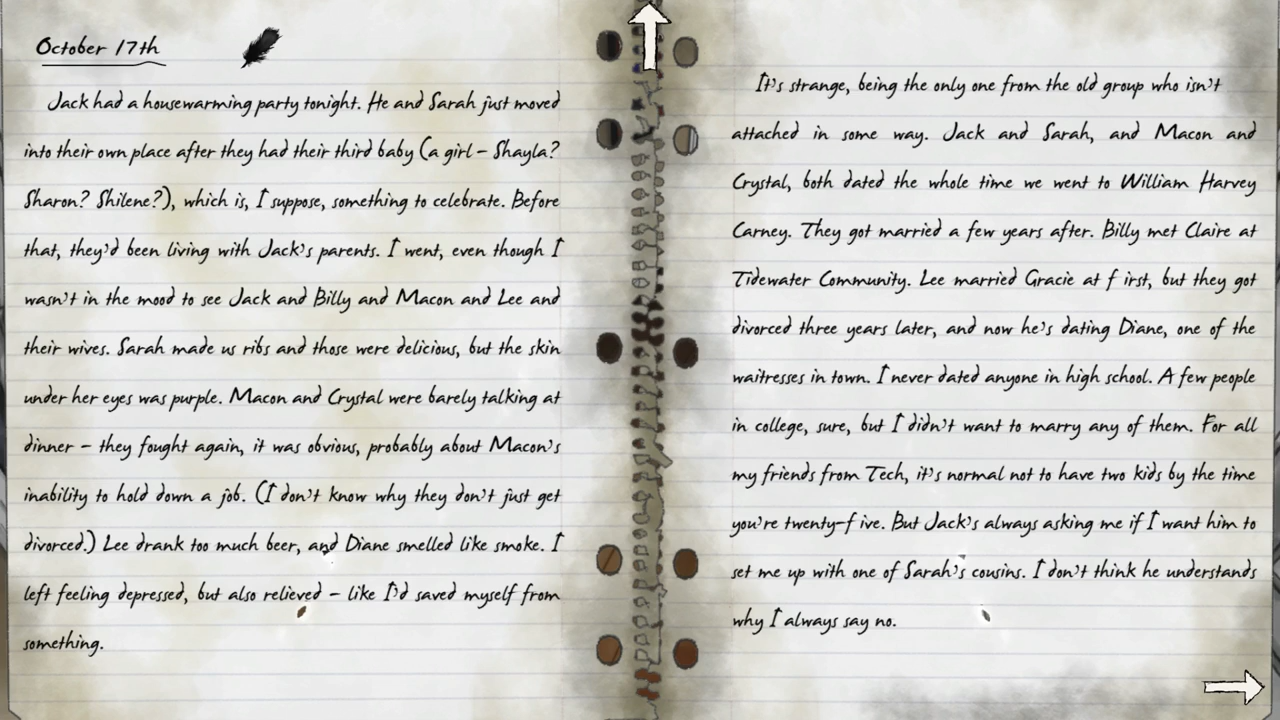 October 17th
Jack had a housewarming party tonight. He and Sarah just moved
into their own place after they had their third baby (a girl – Shayla?
Sharon? Shilene?), which is, I suppose, something to celebrate. Before
that, they'd been living with Jack's parents. I went, even though I
wasn't in the mood to see Jack and Billy and Macon and Lee and
their wives. Sarah made us ribs and those were delicious, but the skin
under her eyes was purple. Macon and Crystal were barely talking at
dinner – they fought again, it was obvious, probably about Macon's
inability to hold down a job. (I don't know why they don't just get
divorced.) Lee drank too much beer, and Diane smelled like smoke. I
left feeling depressed, but also relieved – like I'd saved myself from
something.
It's strange, being the only one from the old group who isn't
attached in some way. Jack and Sarah, and Macon and
Crystal, both dated the whole time we went to William Harvey
Carney. They got married a few years after. Billy met Claire at
Tidewater Community. Lee married Gracie at f irst, but they got
divorced three years later, and now he's dating Diane, one of the
waitresses in town. I never dated anyone in high school. A few people
in college, sure, but I didn't want to marry any of them. For all
my friends from Tech, it's normal not to have two kids by the time
you're twenty-f ive. But Jack's always asking me if I want him to
set me up with one of Sarah's cousins. I don't think he understands
why I always say no.